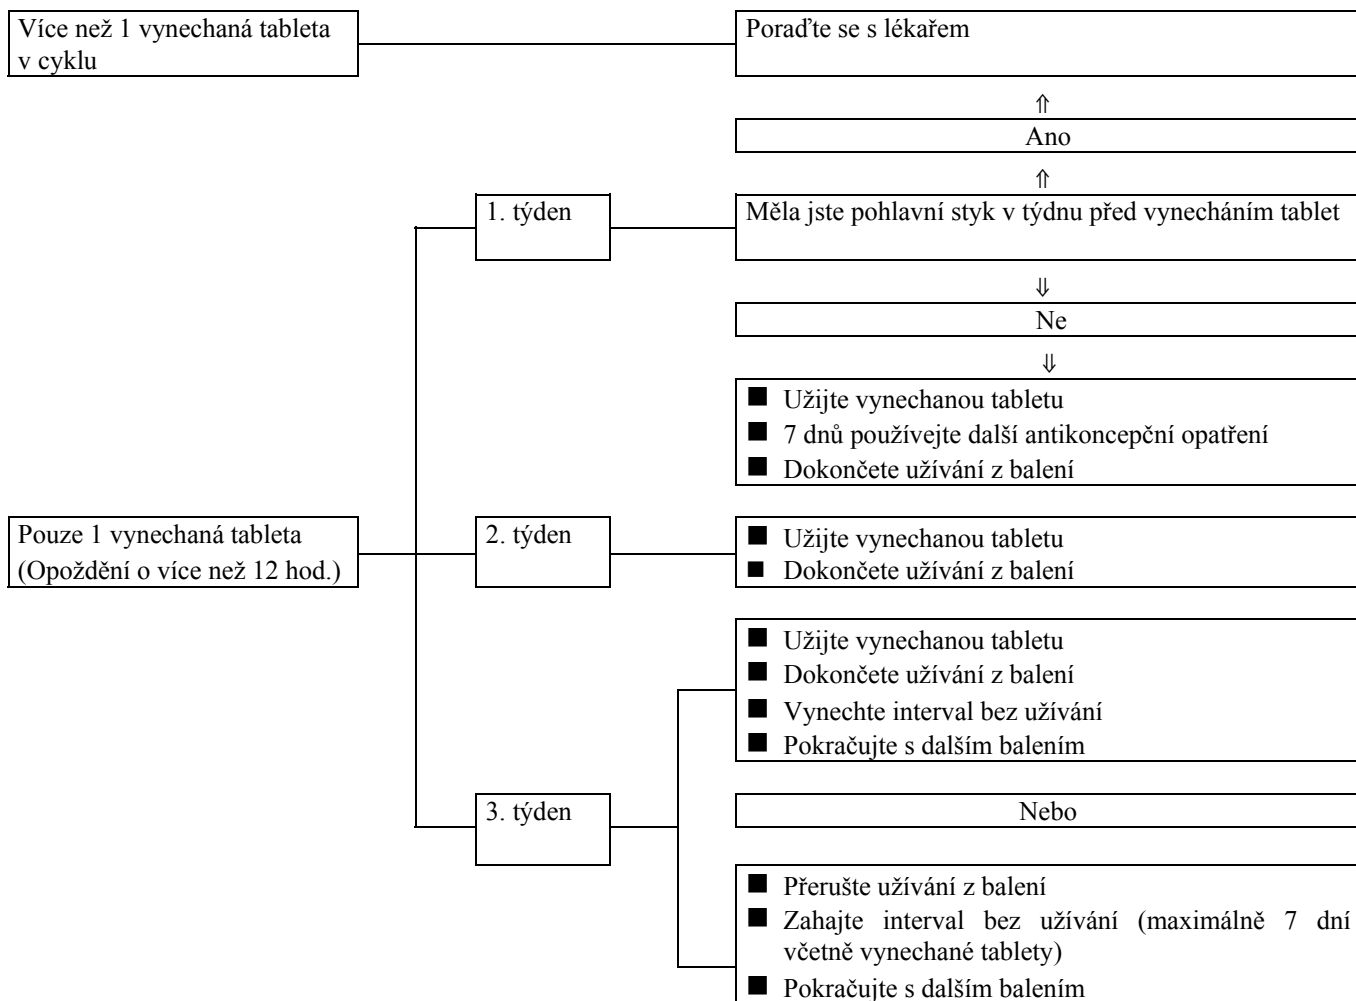 Více než 1 vynechaná tableta
v cyklu
Poraďte se s lékařem
⇑
Ano
⇑
1. týden
Měla jste pohlavní styk v týdnu před vynecháním tablet
⇓
Ne
⇓
■ Užijte vynechanou tabletu
■ 7 dnů používejte další antikoncepční opatření
■ Dokončete užívání z balení
Pouze 1 vynechaná tableta
(Opoždění o více než 12 hod.)
2. týden
■ Užijte vynechanou tabletu
■ Dokončete užívání z balení
■ Užijte vynechanou tabletu
■ Dokončete užívání z balení
■ Vynechte interval bez užívání
■ Pokračujte s dalším balením
3. týden
Nebo
■ Přerušte užívání z balení
■ Zahajte interval bez užívání (maximálně 7 dní
včetně vynechané tablety)
■ Pokračujte s dalším balením